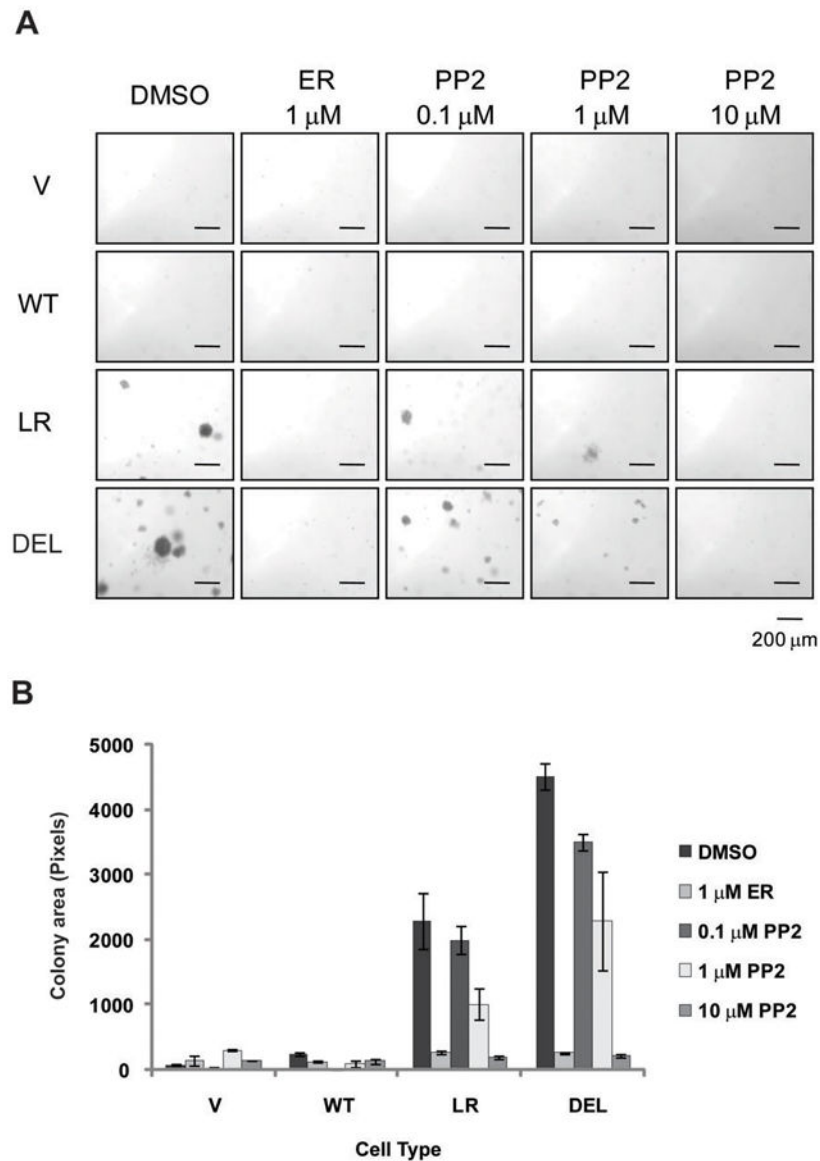 A
DMSO
ER
1 μM
PP2
0.1 μM
PP2
1 μM
PP2
10 μM
V
WT
LR
DEL
200 μm
B
5000
4000
3000
2000
1000
0
Colony area (Pixels)
V
WT
LR
DEL
Cell Type
DMSO
1 μM ER
0.1 μM PP2
1 μM PP2
10 μM PP2